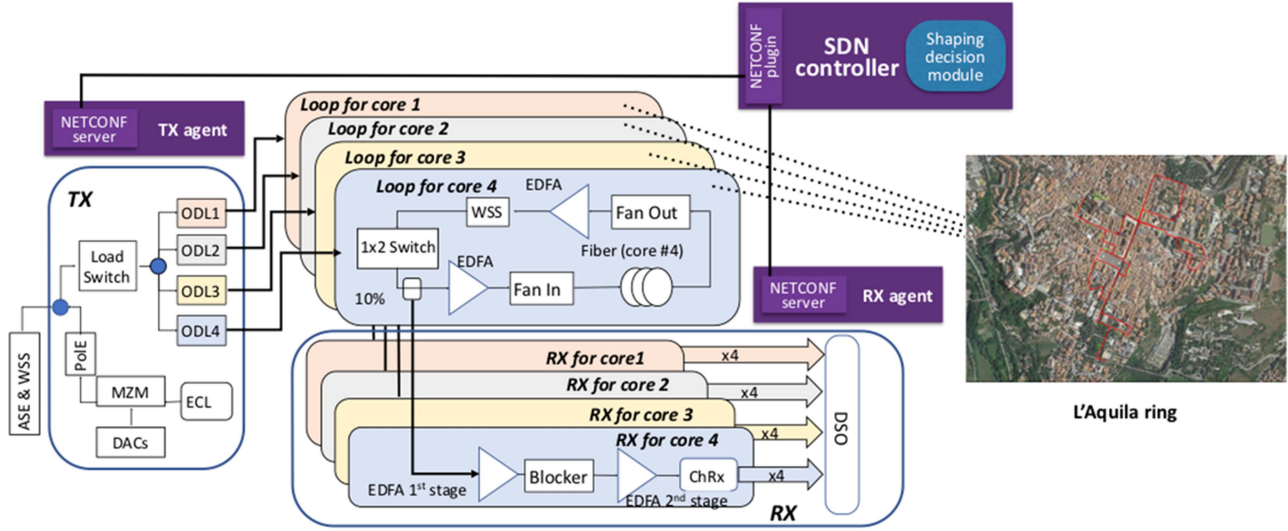 NETCONF
plugin
SDN
controller
Shaping
decision
module
NETCONF
server
TX agent
Loop for core 1
Loop for core 2
Loop for core 3
Loop for core 4
TX
ODL1
ODL2
ODL3
ODL4
Load
Switch
ASE & WSS
PolE
MZM
ECL
DACs
EDFA
WSS
Fan Out
1x2 Switch
Fiber (core #4)
EDFA
Fan In
10%
NETCONF
server
RX agent
RX for core1
x4
RX for core 2
x4
RX for core 3
x4
RX for core 4
x4
DSO
EDFA 1st stage
Blocker
ChRx
EDFA 2nd stage
RX
L'Aquila ring